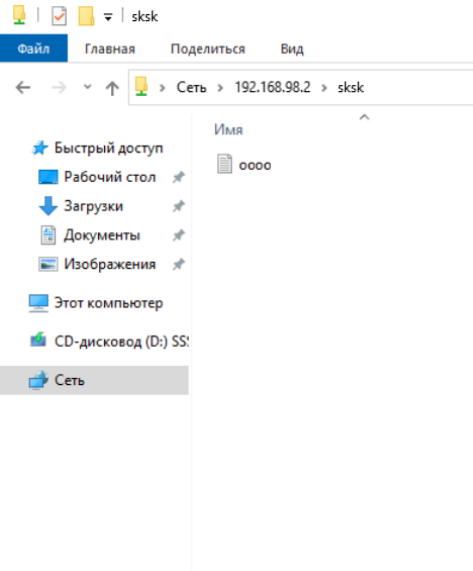 sksk
Файл Главная Поделиться Вид
Сеть > 192.168.98.2 > sksk
Имя
Быстрый доступ
oooo
Рабочий стол
Загрузки
Документы
Изображения
Этот компьютер
CD-дисковод (D:) SS
Сеть